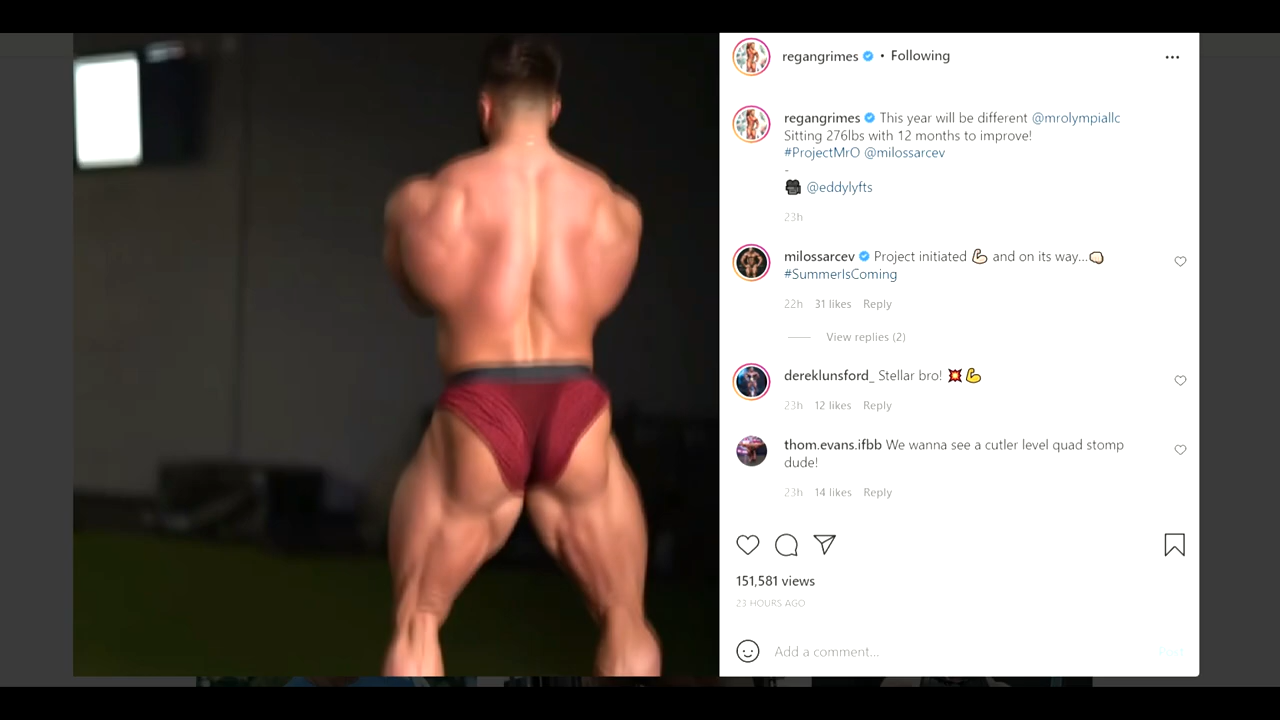 regangrimes • Following
regangrimes This year will be different @mrolympiallc
Sitting 276lbs with 12 months to improve!
#ProjectMrO @milossarcev
-
🎥 @eddylyfts
23h
milossarcev Project initiated 💪🏻 and on its way...👊🏻
#SummerIsComing
22h 31 likes Reply
View replies (2)
dereklunsford_ Stellar bro! 💥💪
23h 12 likes Reply
thom.evans.ifbb We wanna see a cutler level quad stomp
dude!
23h 14 likes Reply
151,581 views
23 HOURS AGO
Add a comment... Post